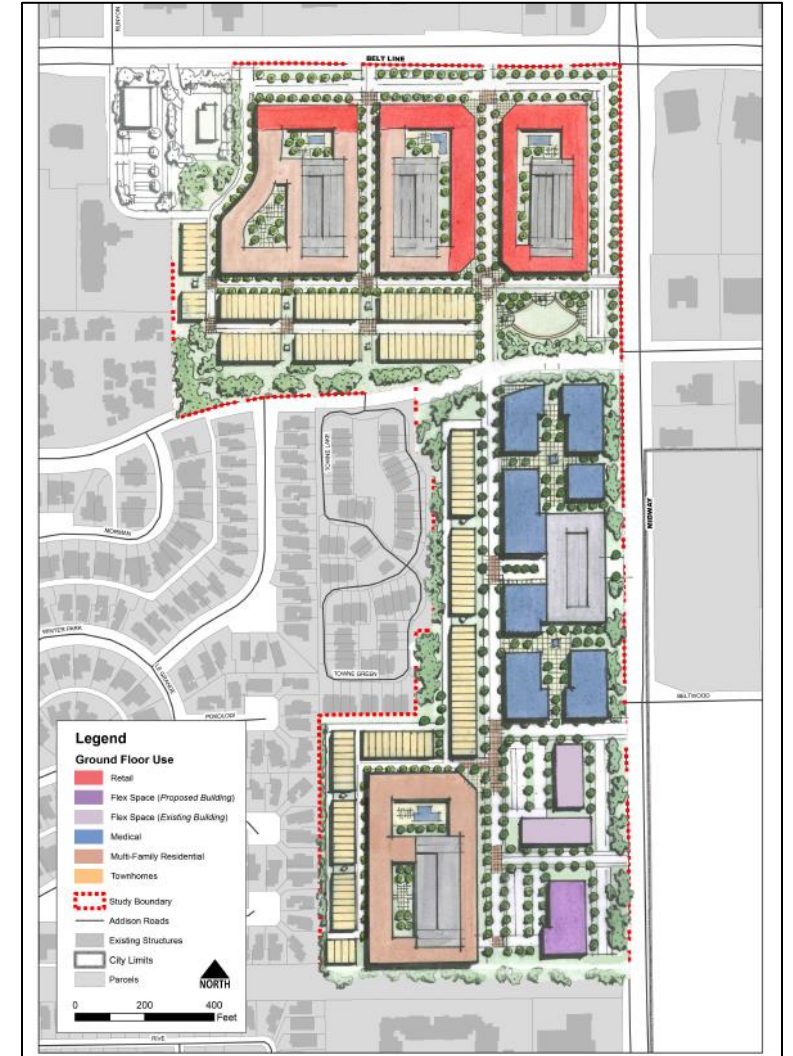 RUNYON
BELT LINE
TOWNE LAKE
MIDWAY
MORMAN
WINTER PARK
LE GRANDE
TOWNE GREEN
BELTWOOD
POKOLODI
Legend
Ground Floor Use
Retail
Flex Space (Proposed Building)
Flex Space (Existing Building)
Medical
Multi-Family Residential
Townhomes
Study Boundary
Addison Roads
Existing Structures
City Limits
Parcels
NORTH
0 200 400
Feet